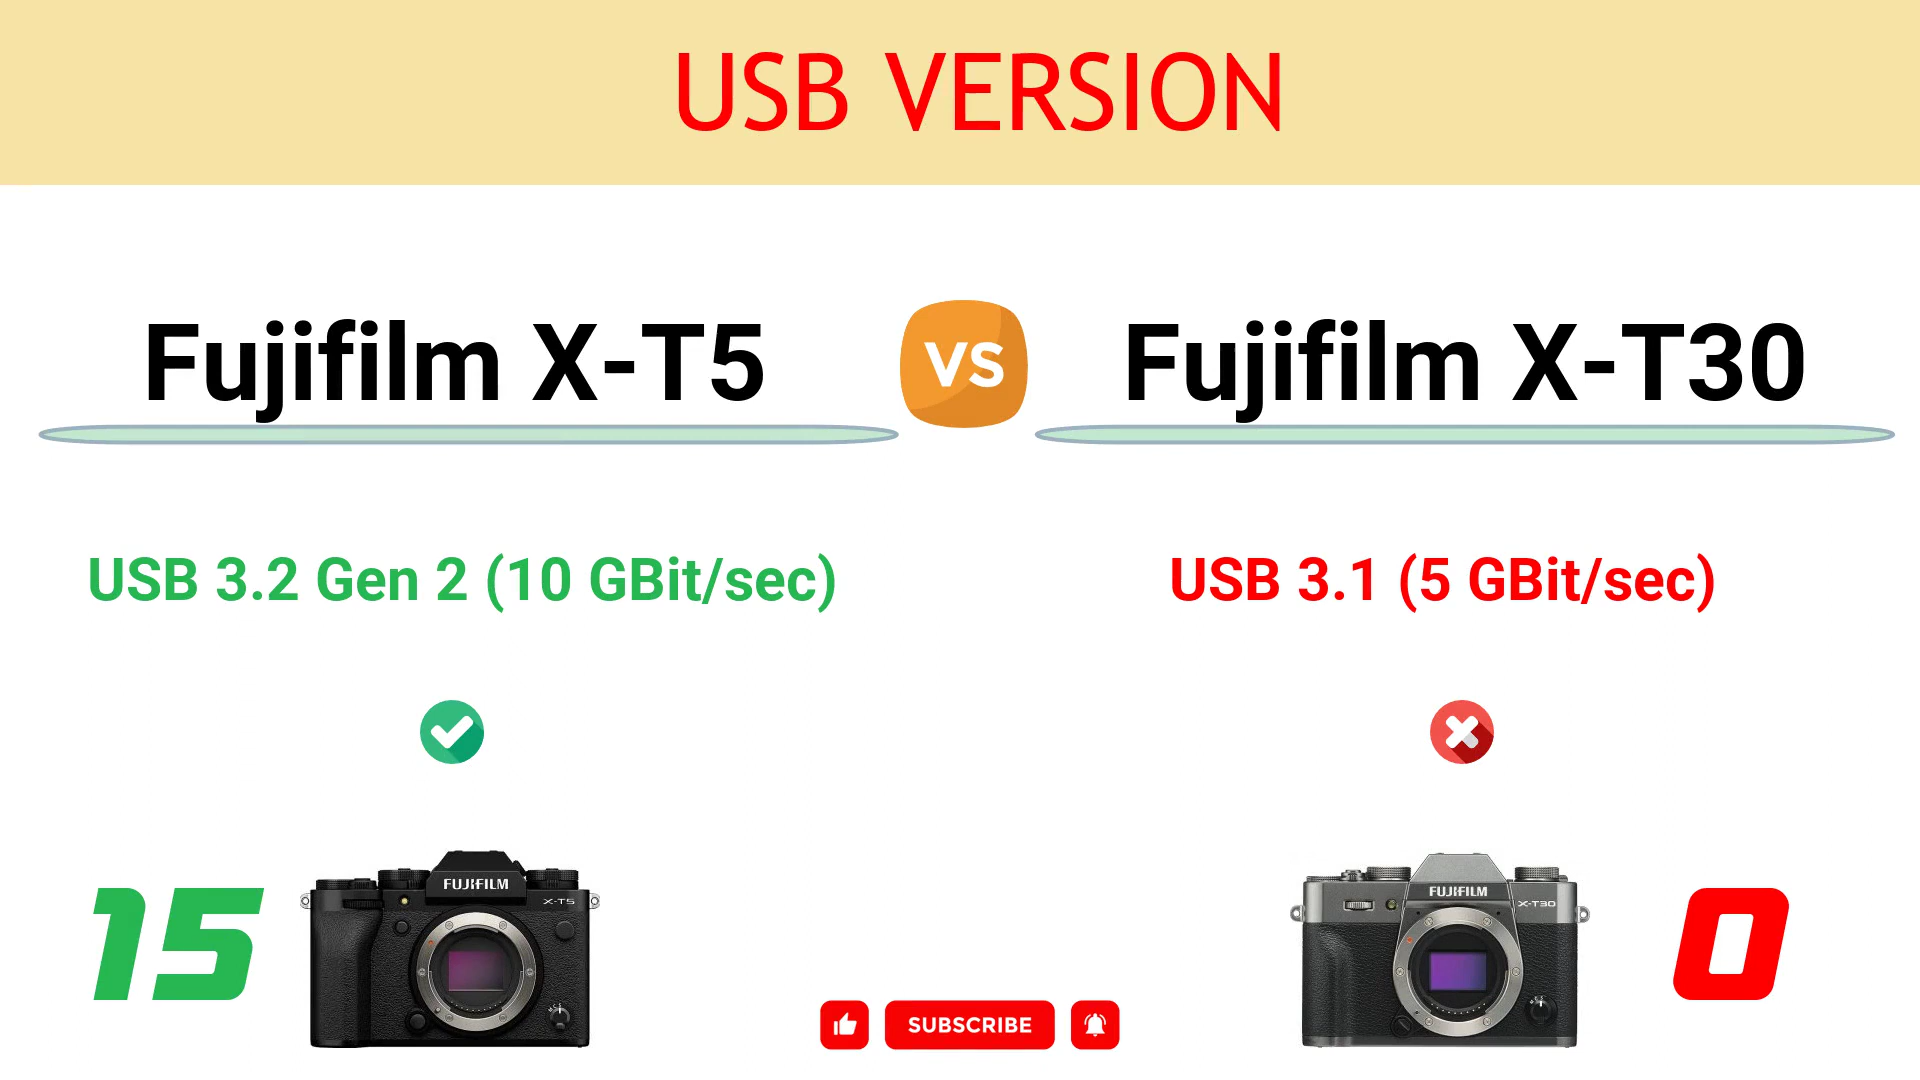 USB VERSION
Fujifilm X-T5
VS
Fujifilm X-T30
USB 3.2 Gen 2 (10 GBit/sec)
USB 3.1 (5 GBit/sec)
15
FUJIFILM
X-T5
FUJIFILM
X-T30
0
SUBSCRIBE